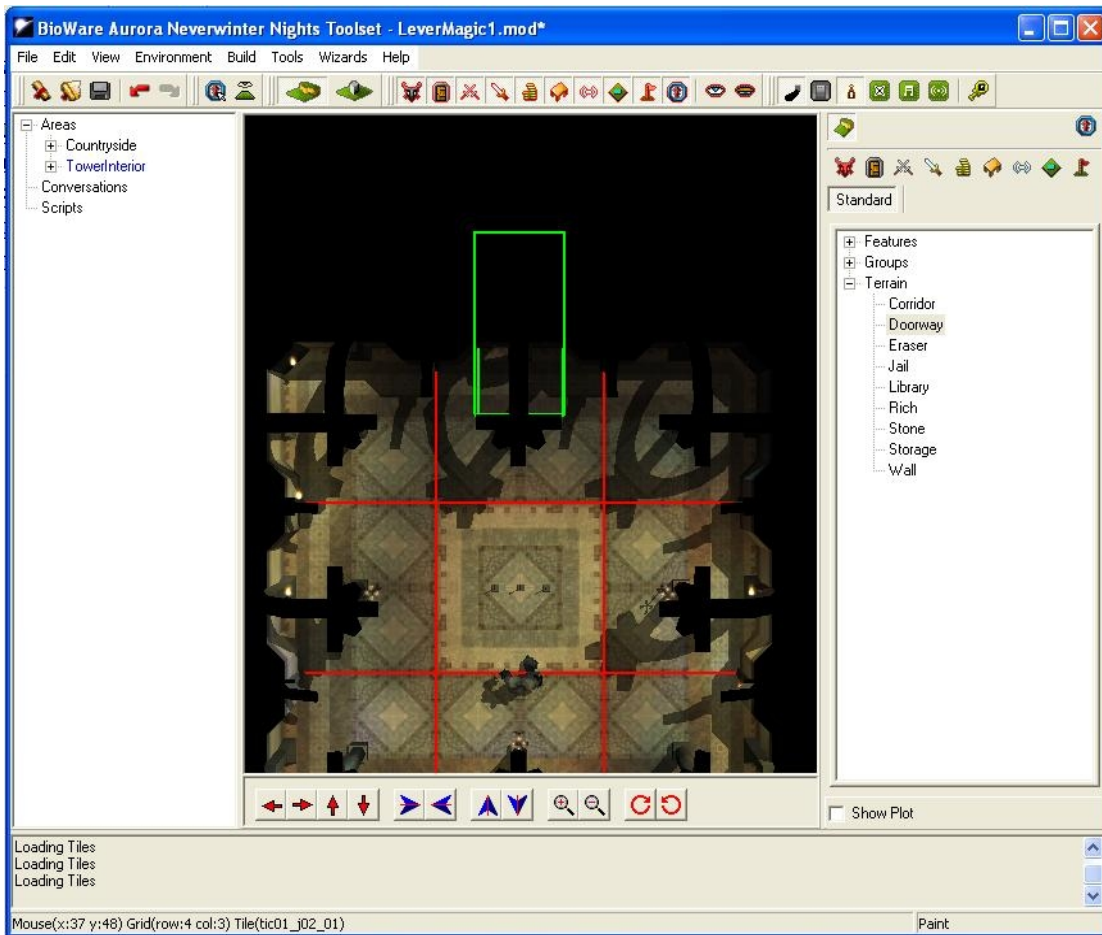 BioWare Aurora Neverwinter Nights Toolset - LeverMagic1.mod*
File Edit View Environment Build Tools Wizards Help
Areas
Countryside
TowerInterior
Conversations
Scripts
Standard
Features
Groups
Terrain
Corridor
Doorway
Eraser
Jail
Library
Rich
Stone
Storage
Wall
Show Plot
Loading Tiles
Loading Tiles
Loading Tiles
Mouse(x:37 y:48) Grid(row:4 col:3) Tile(tic01_j02_01) Paint